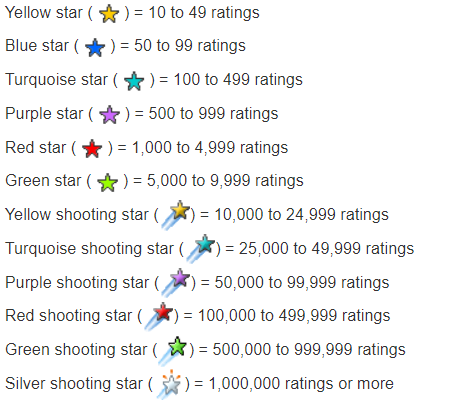 Yellow star ( ) = 10 to 49 ratings
Blue star ( ) = 50 to 99 ratings
Turquoise star ( ) = 100 to 499 ratings
Purple star ( ) = 500 to 999 ratings
Red star ( ) = 1,000 to 4,999 ratings
Green star ( ) = 5,000 to 9,999 ratings
Yellow shooting star ( ) = 10,000 to 24,999 ratings
Turquoise shooting star ( ) = 25,000 to 49,999 ratings
Purple shooting star ( ) = 50,000 to 99,999 ratings
Red shooting star ( ) = 100,000 to 499,999 ratings
Green shooting star ( ) = 500,000 to 999,999 ratings
Silver shooting star ( ) = 1,000,000 ratings or more